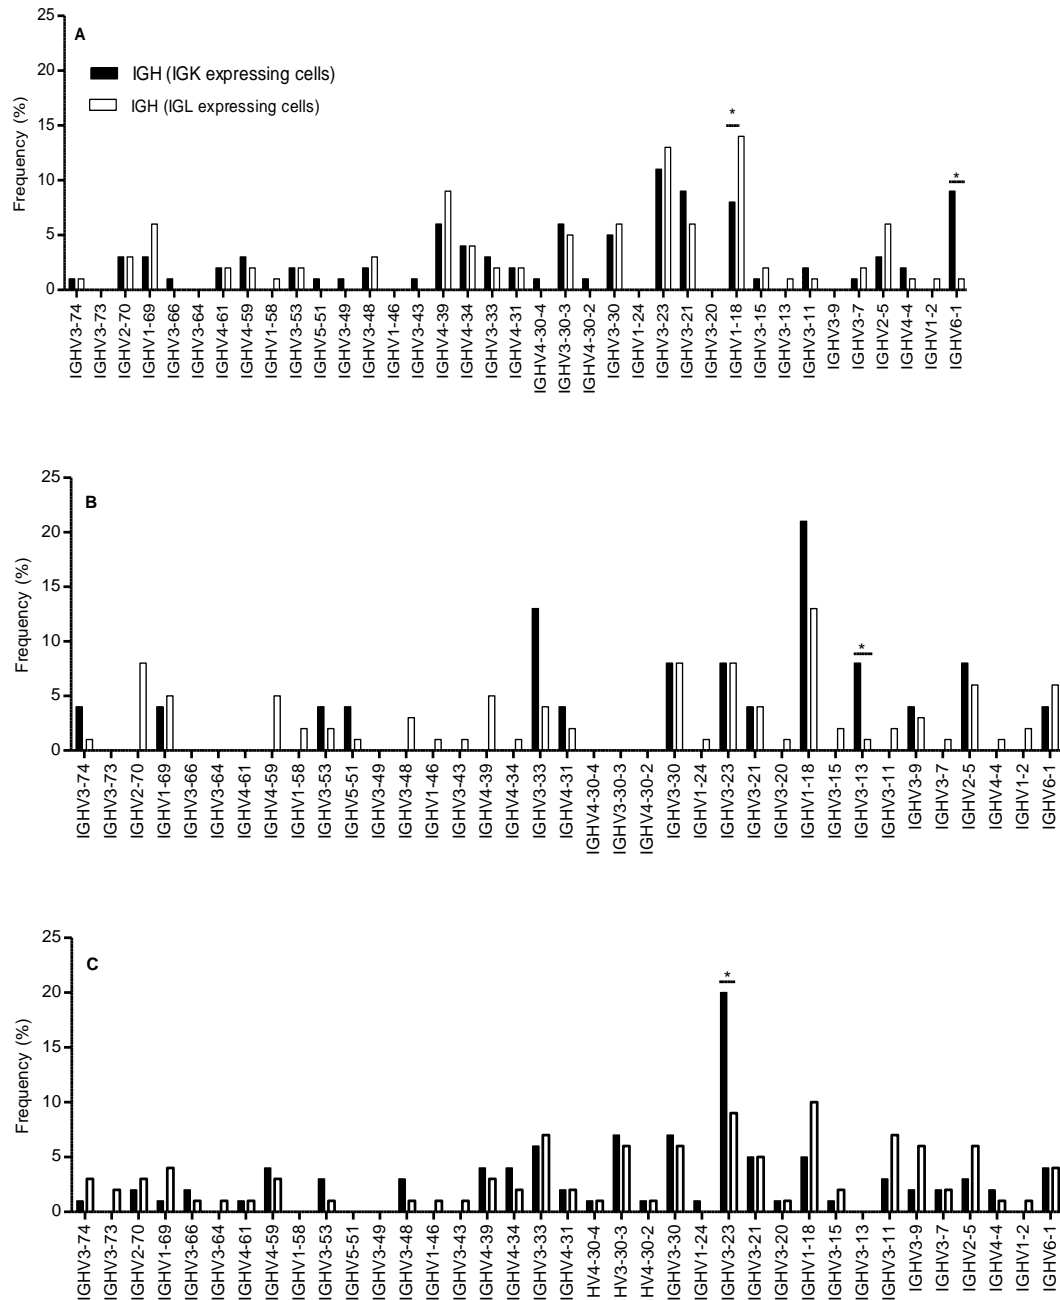 A
IGH (IGK expressing cells)
IGH (IGL expressing cells)
Frequency (%)
25
20
15
10
5
0
*
*
IGHV3-74
IGHV3-73
IGHV2-70
IGHV1-69
IGHV3-66
IGHV3-64
IGHV4-61
IGHV4-59
IGHV1-58
IGHV3-53
IGHV5-51
IGHV3-49
IGHV3-48
IGHV1-46
IGHV3-43
IGHV4-39
IGHV4-34
IGHV3-33
IGHV4-31
IGHV4-30-4
IGHV3-30-3
IGHV4-30-2
IGHV3-30
IGHV1-24
IGHV3-23
IGHV3-21
IGHV3-20
IGHV1-18
IGHV3-15
IGHV3-13
IGHV3-11
IGHV3-9
IGHV3-7
IGHV2-5
IGHV4-4
IGHV1-2
IGHV6-1
B
Frequency (%)
25
20
15
10
5
0
*
IGHV3-74
IGHV3-73
IGHV2-70
IGHV1-69
IGHV3-66
IGHV3-64
IGHV4-61
IGHV4-59
IGHV1-58
IGHV3-53
IGHV5-51
IGHV3-49
IGHV3-48
IGHV1-46
IGHV3-43
IGHV4-39
IGHV4-34
IGHV3-33
IGHV4-31
IGHV4-30-4
IGHV3-30-3
IGHV4-30-2
IGHV3-30
IGHV1-24
IGHV3-23
IGHV3-21
IGHV3-20
IGHV1-18
IGHV3-15
IGHV3-13
IGHV3-11
IGHV3-9
IGHV3-7
IGHV2-5
IGHV4-4
IGHV1-2
IGHV6-1
C
Frequency (%)
25
20
15
10
5
0
*
IGHV3-74
IGHV3-73
IGHV2-70
IGHV1-69
IGHV3-66
IGHV3-64
IGHV4-61
IGHV4-59
IGHV1-58
IGHV3-53
IGHV5-51
IGHV3-49
IGHV3-48
IGHV1-46
IGHV3-43
IGHV4-39
IGHV4-34
IGHV3-33
IGHV4-31
HV4-30-4
HV3-30-3
HV4-30-2
IGHV3-30
IGHV1-24
IGHV3-23
IGHV3-21
IGHV3-20
IGHV1-18
IGHV3-15
IGHV3-13
IGHV3-11
IGHV3-9
IGHV3-7
IGHV2-5
IGHV4-4
IGHV1-2
IGHV6-1